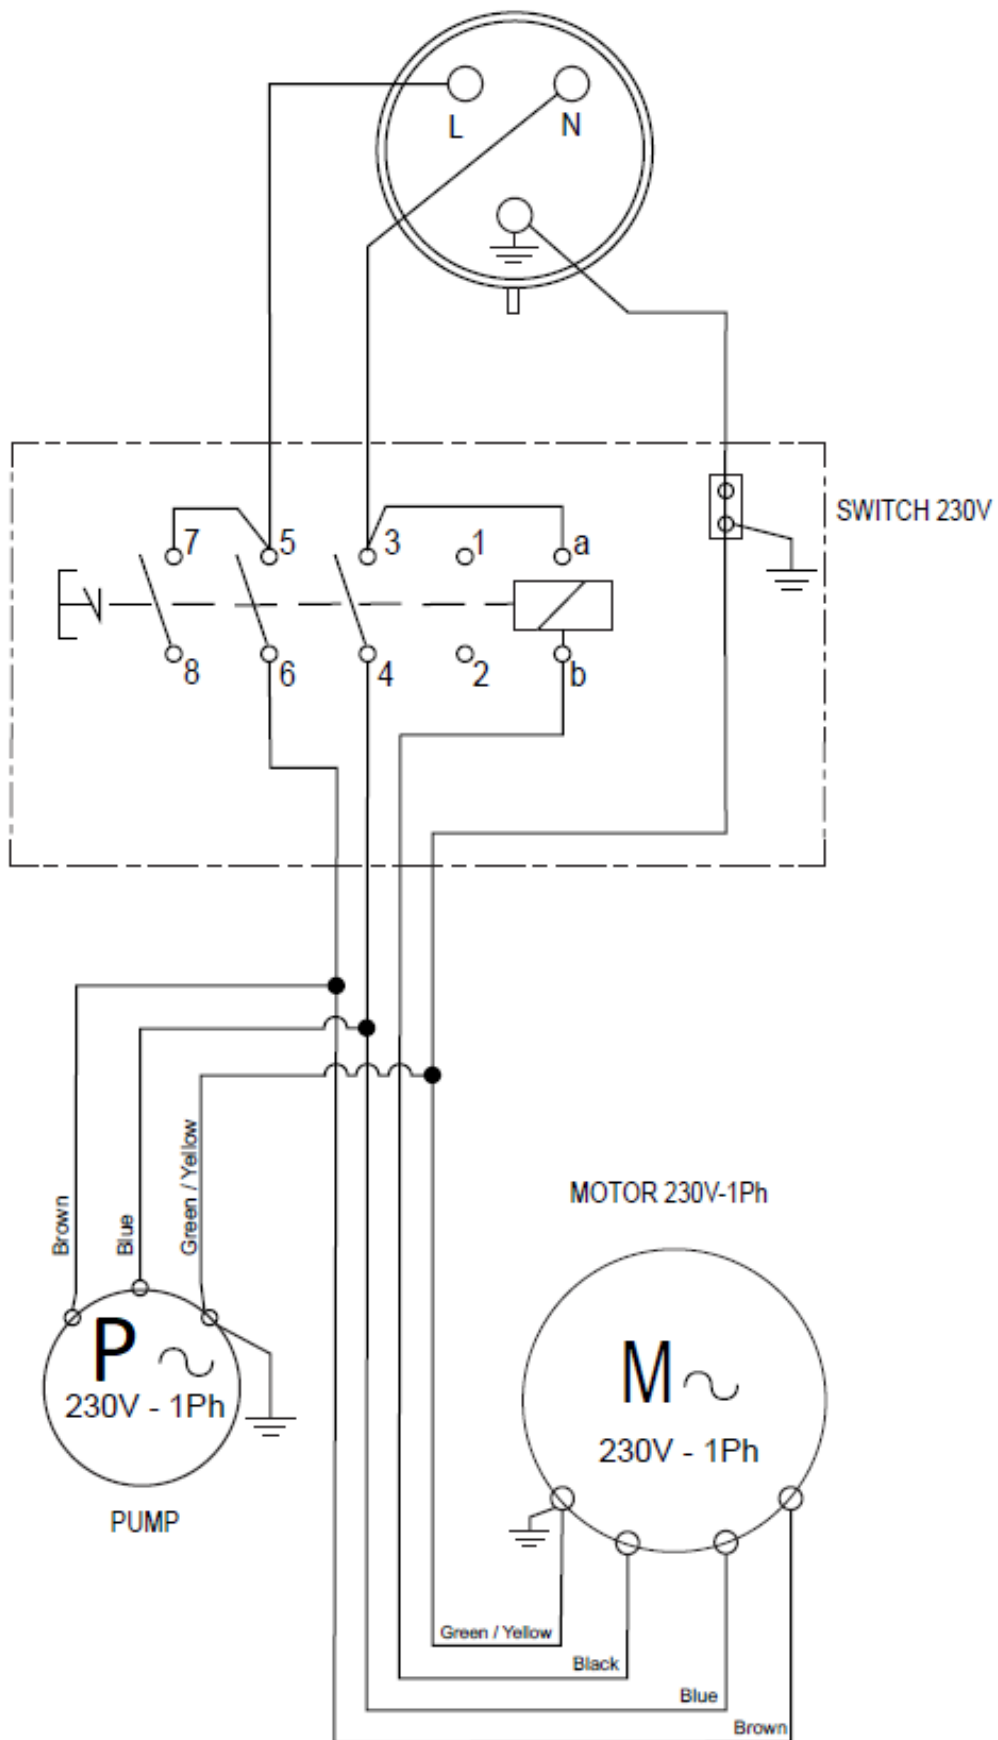 L N
SWITCH 230V
7 5 3 1 a
8 6 4 2 b
Brown
Blue
Green / Yellow
MOTOR 230V-1Ph
P
230V - 1Ph
PUMP
M
230V - 1Ph
Green / Yellow
Black
Blue
Brown